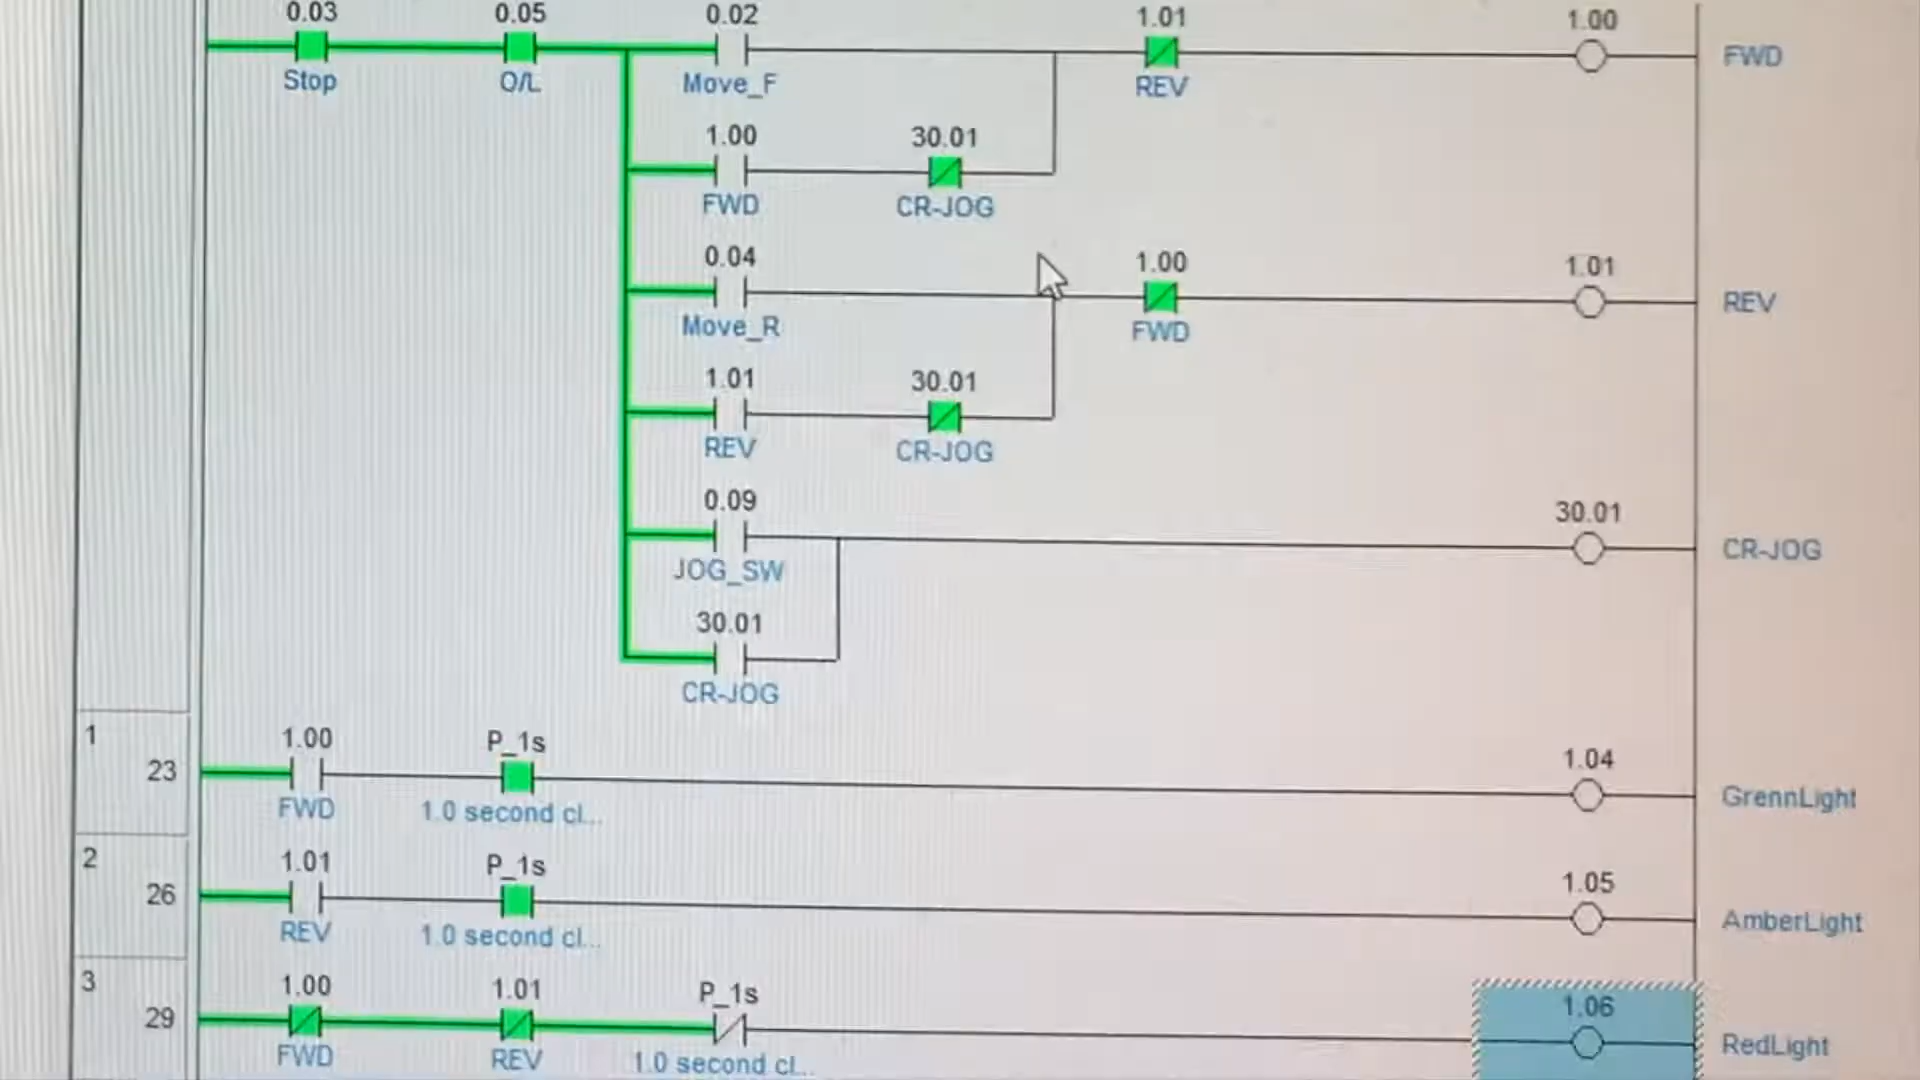 0.03 0.05 0.02 1.01 1.00
Stop O/L Move_F REV FWD
1.00 30.01
FWD CR-JOG
0.04 1.00 1.01
Move_R FWD REV
1.01 30.01
REV CR-JOG
0.09 30.01
JOG_SW CR-JOG
30.01
CR-JOG
1 1.00 P_1s 1.04
23 GrennLight
FWD 1.0 second cl...
2 1.01 P_1s 1.05
26 AmberLight
REV 1.0 second cl...
3 1.00 1.01 P_1s 1.06
29 RedLight
FWD REV 1.0 second cl...